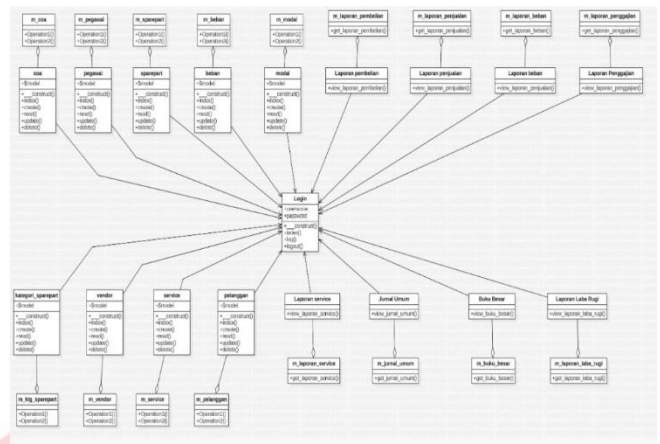 m_coa
+Operation1()
+Operation2()
m_pegawai
+Operation1()
+Operation2()
m_sparepart
+Operation1()
+Operation2()
m_beban
+Operation1()
+Operation2()
m_modal
+Operation1()
+Operation2()
m_laporan_pembelian
+get_laporan_pembelian()
m_laporan_penjualan
+get_laporan_penjualan()
m_laporan_beban
+get_laporan_beban()
m_laporan_penggajian
+get_laporan_penggajian()
coa
-$model
+__construct()
+index()
+create()
+read()
+update()
+delete()
pegawai
-$model
+__construct()
+index()
+create()
+read()
+update()
+delete()
sparepart
-$model
+__construct()
+index()
+create()
+read()
+update()
+delete()
beban
-$model
+__construct()
+index()
+create()
+read()
+update()
+delete()
modal
-$model
+__construct()
+index()
+create()
+read()
+update()
+delete()
Laporan pembelian
+view_laporan_pembelian()
Laporan penjualan
+view_laporan_penjualan()
Laporan beban
+view_laporan_beban()
Laporan Penggajian
+view_laporan_penggajian()
Login
-username
+password
+__construct()
+index()
+log()
+logout()
kategori_sparepart
-$model
+__construct()
+index()
+create()
+read()
+update()
+delete()
vendor
-$model
+__construct()
+index()
+create()
+read()
+update()
+delete()
service
-$model
+__construct()
+index()
+create()
+read()
+update()
+delete()
pelanggan
-$model
+__construct()
+index()
+create()
+read()
+update()
+delete()
Laporan service
+view_laporan_service()
Jurnal Umum
+view_jurnal_umum()
Buku Besar
+view_buku_besar()
Laporan Laba Rugi
+view_laporan_laba_rugi()
m_laporan_service
+get_laporan_service()
m_jurnal_umum
+get_jurnal_umum()
m_buku_besar
+get_buku_besar()
m_laporan_laba_rugi
+get_laporan_laba_rugi()
m_ktg_sparepart
+Operation1()
+Operation2()
m_vendor
+Operation1()
+Operation2()
m_service
+Operation1()
+Operation2()
m_pelanggan
+Operation1()
+Operation2()